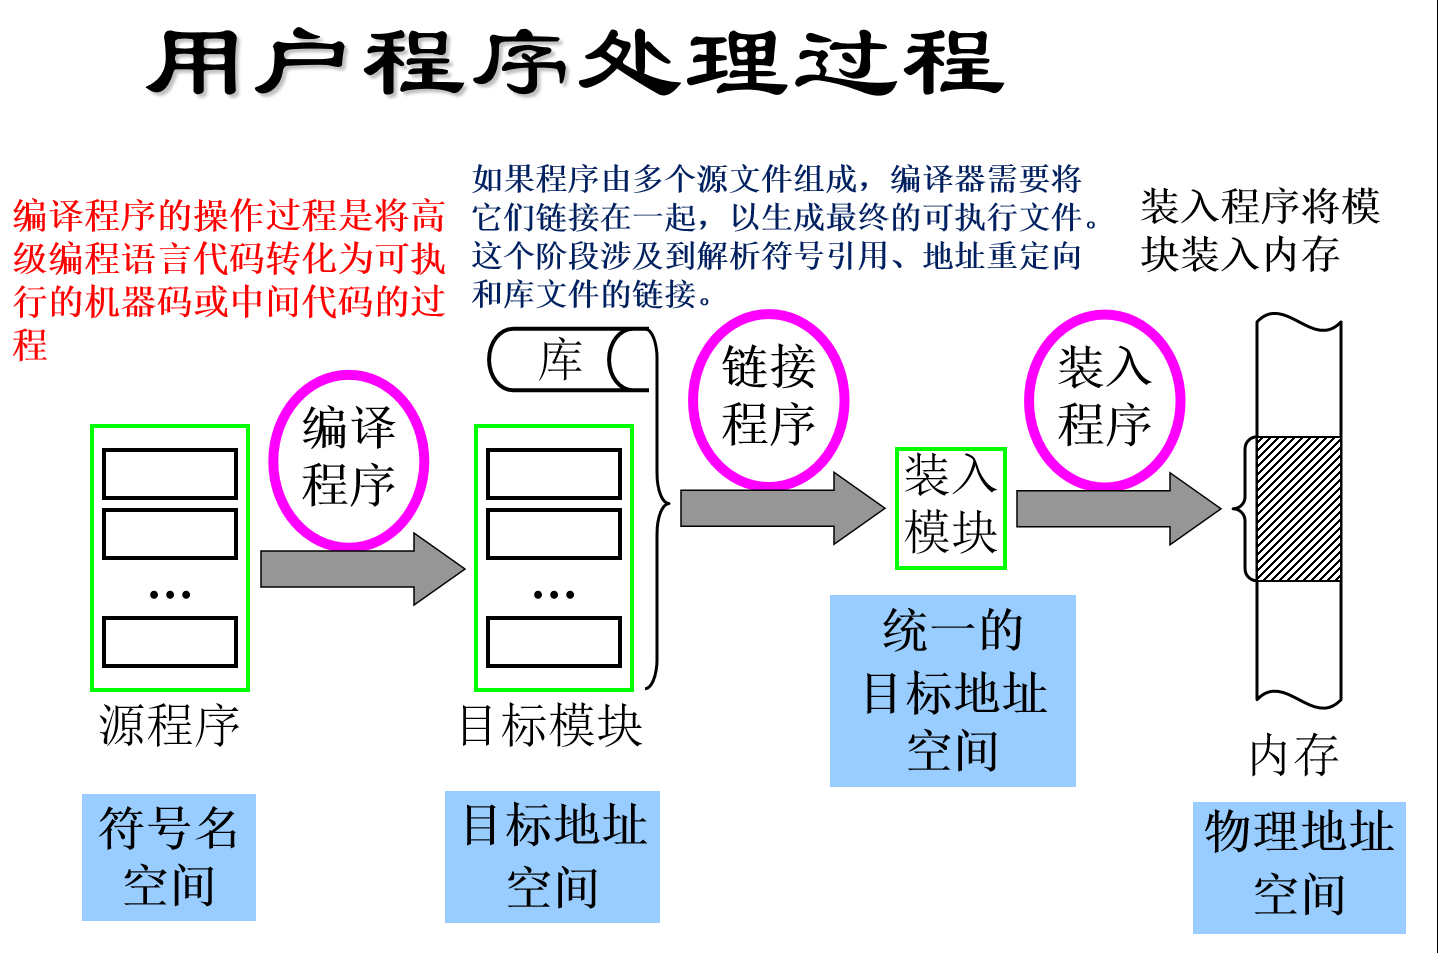 用户程序处理过程
编译程序的操作过程是将高
级编程语言代码转化为可执
行的机器码或中间代码的过
程
如果程序由多个源文件组成，编译器需要将
它们链接在一起，以生成最终的可执行文件。
这个阶段涉及到解析符号引用、地址重定向
和库文件的链接。
装入程序将模
块装入内存
库
编译
程序
链接
程序
装入
程序
装入
模块
...
...
源程序
目标模块
统一的
目标地址
空间
内存
符号名
空间
目标地址
空间
物理地址
空间